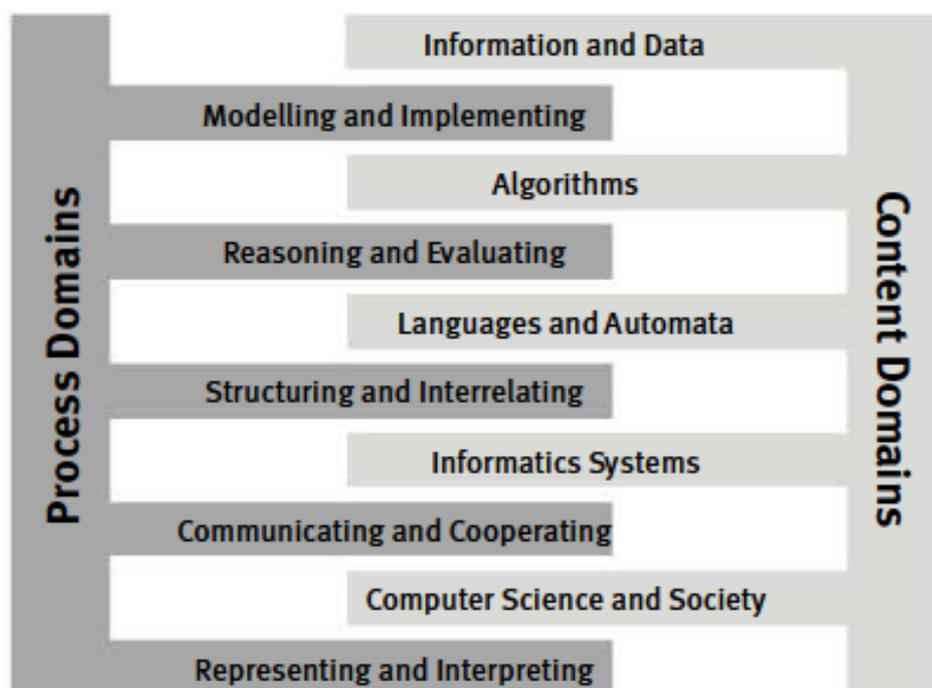 Process Domains
Information and Data
Modelling and Implementing
Algorithms
Reasoning and Evaluating
Languages and Automata
Structuring and Interrelating
Informatics Systems
Communicating and Cooperating
Computer Science and Society
Representing and Interpreting
Content Domains